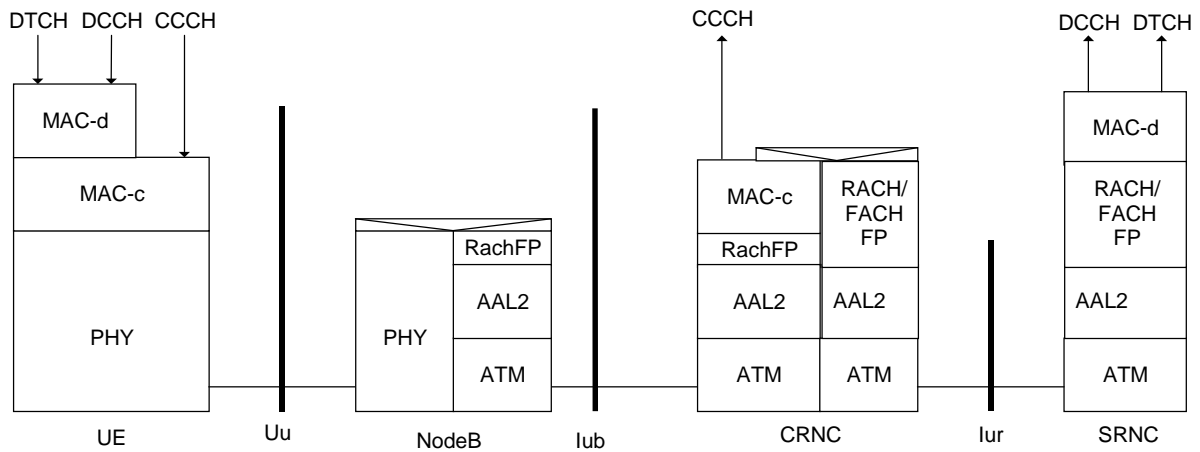 DTCH DCCH CCCH
CCCH
DCCH DTCH
MAC-d
MAC-c
PHY
UE
Uu
PHY
RachFP
AAL2
ATM
NodeB
Iub
MAC-c
RachFP
AAL2
ATM
RACH/
FACH
FP
AAL2
ATM
CRNC
Iur
MAC-d
RACH/
FACH
FP
AAL2
ATM
SRNC